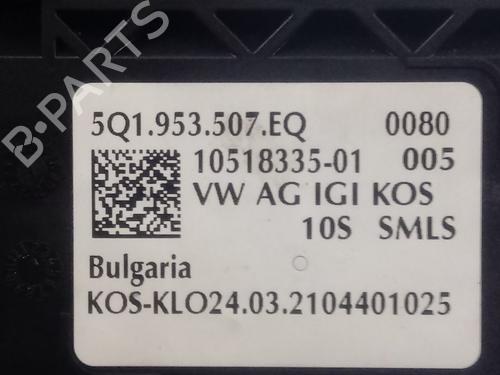 B-PARTS
5Q1.953.507.EQ 0080
10518335-01 005
VW AG IGI KOS
10S SMLS
Bulgaria
KOS-KLO24.03.2104401025